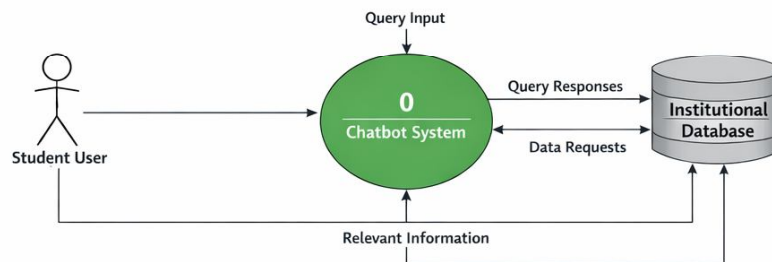 Query Input
0
Chatbot System
Query Responses
Institutional
Database
Data Requests
Student User
Relevant Information